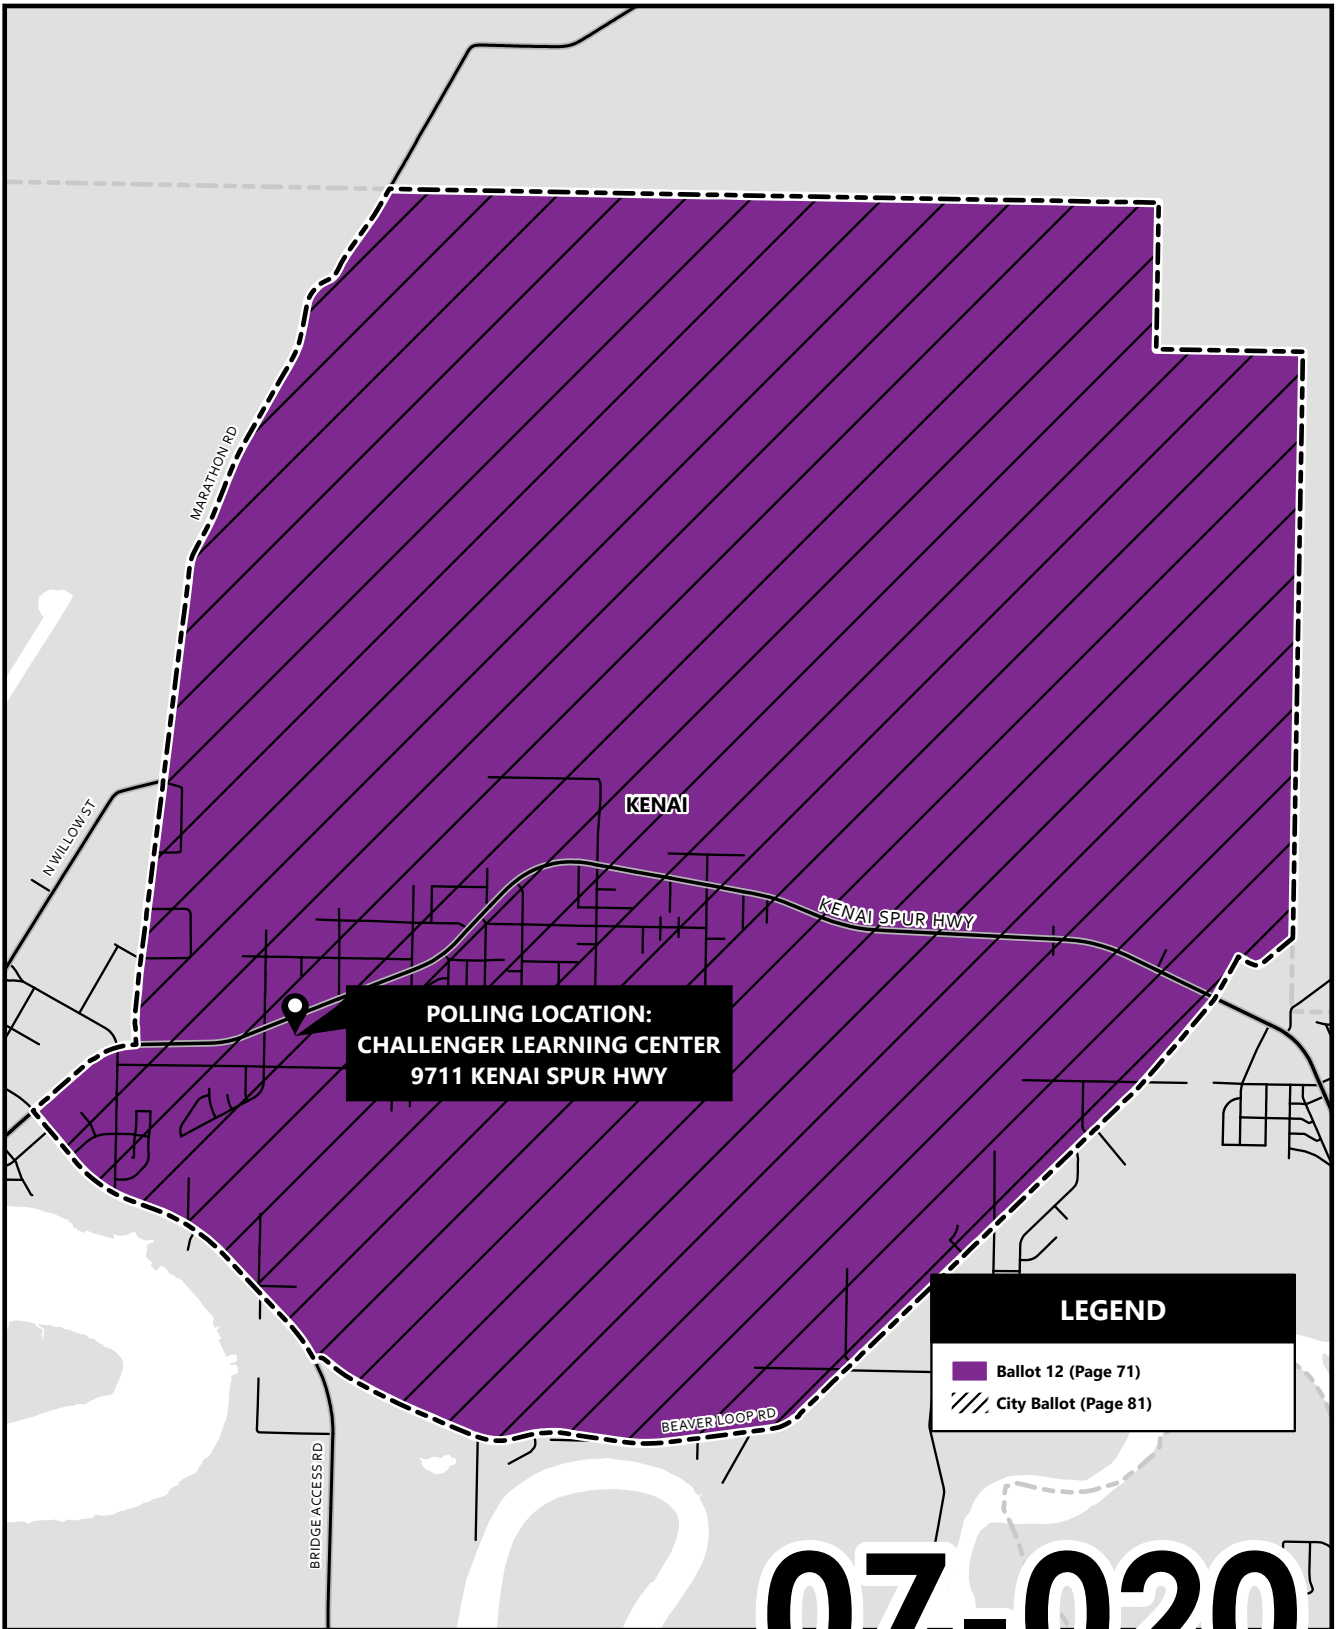 MARATHON RD
N WILLOW ST
KENAI
KENAI SPUR HWY
POLLING LOCATION:
CHALLENGER LEARNING CENTER
9711 KENAI SPUR HWY
LEGEND
Ballot 12 (Page 71)
City Ballot (Page 81)
BEAVER LOOP RD
BRIDGE ACCESS RD
07-020